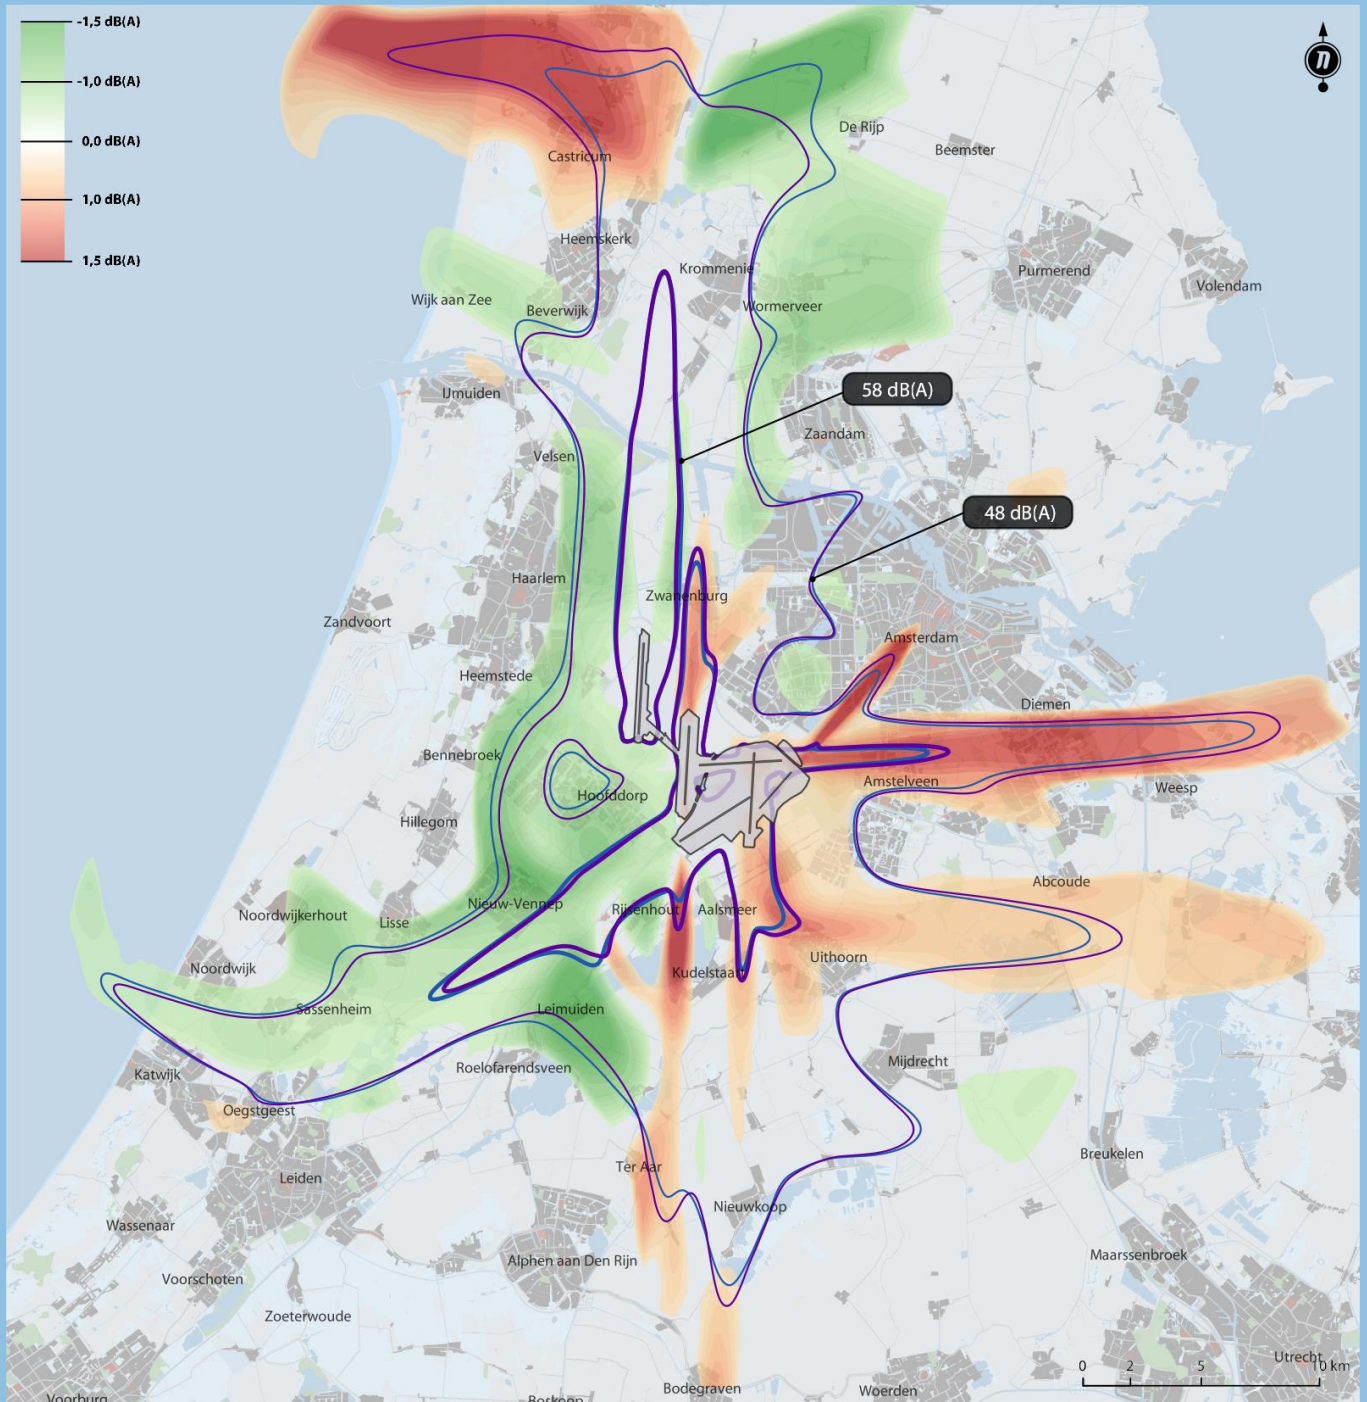 -1,5 dB(A)
-1,0 dB(A)
0,0 dB(A)
1,0 dB(A)
1,5 dB(A)
n
De Rijp
Beemster
Castricum
Heemskerk
Krommenie
Purmerend
Volendam
Wijk aan Zee
Beverwijk
Wormerveer
58 dB(A)
IJmuiden
Zaandam
Velsen
48 dB(A)
Haarlem
Zwanenburg
Zandvoort
Amsterdam
Heemstede
Diemen
Bennebroek
Amstelveen
Weesp
Hoofddorp
Hillegom
Abcoude
Nieuw-Vennep
Rijsenhout
Aalsmeer
Noordwijkerhout
Lisse
Uithoorn
Noordwijk
Kudelstaart
Sassenheim
Leimuiden
Mijdrecht
Roelofarendsveen
Katwijk
Oegstgeest
Breukelen
Ter Aar
Leiden
Nieuwkoop
Wassenaar
Maarssenbroek
Alphen aan Den Rijn
Voorschoten
Zoeterwoude
Utrecht
0 2 5 10 km
Bodegraven
Woerden
Voorburg
Boskoop